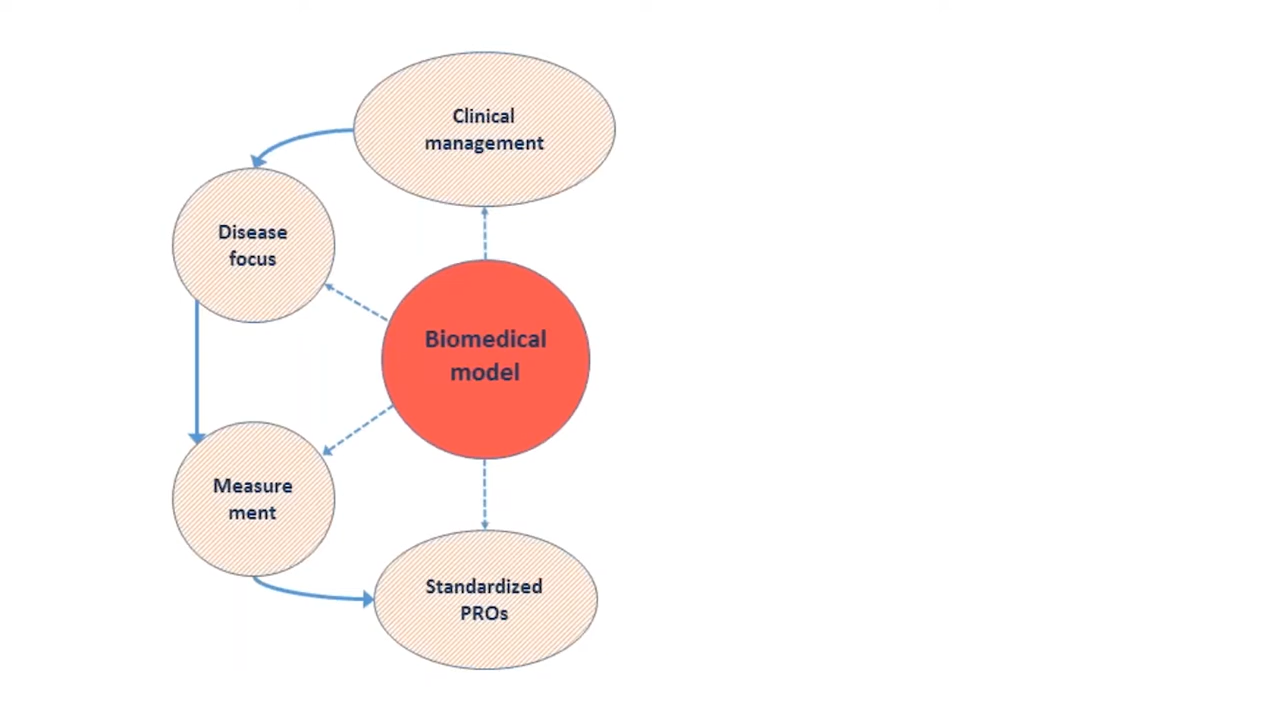 Clinical
management
Disease
focus
Biomedical
model
Measure
ment
Standardized
PROs